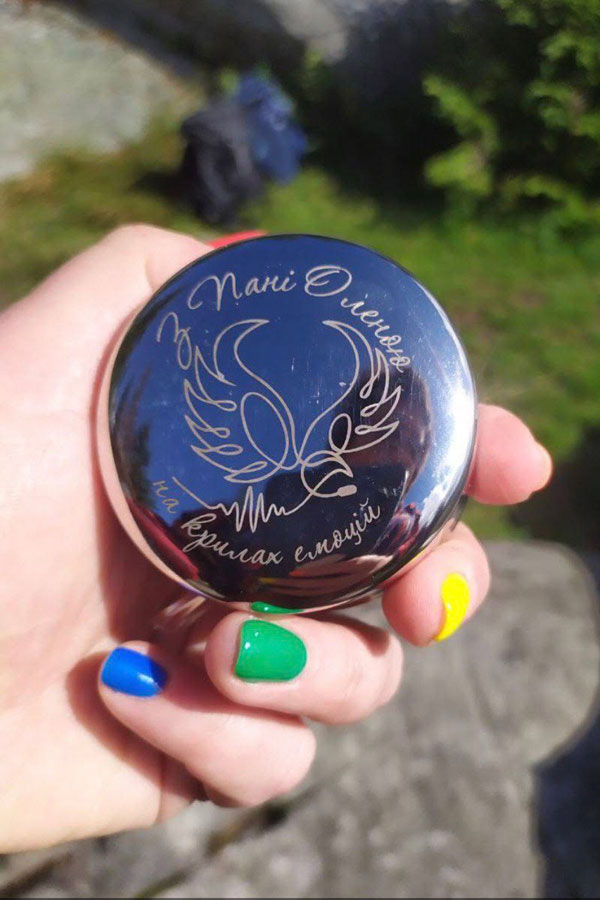 З Пані Оленою
на крилах емоцій